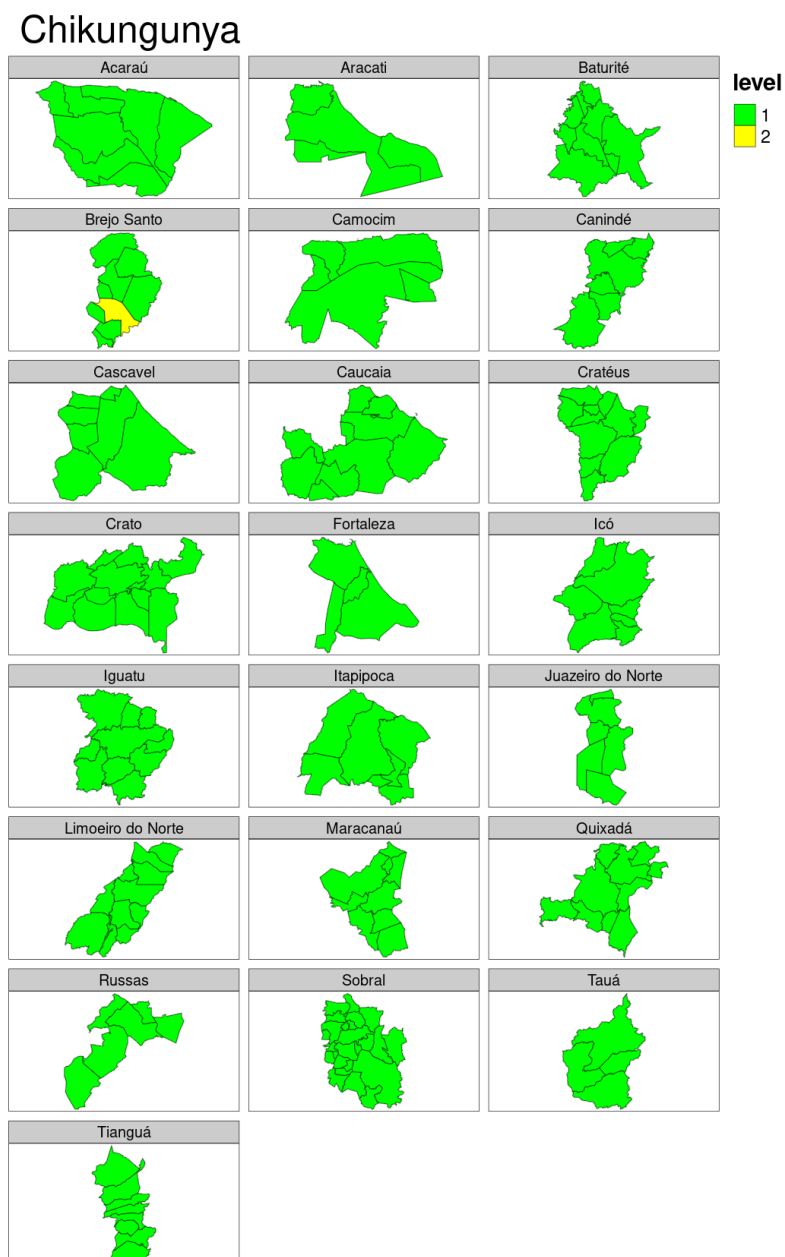 Chikungunya
Acaraú
Aracati
Baturité
level
1
2
Brejo Santo
Camocim
Canindé
Cascavel
Caucaia
Cratéus
Crato
Fortaleza
Icó
Iguatu
Itapipoca
Juazeiro do Norte
Limoeiro do Norte
Maracanaú
Quixadá
Russas
Sobral
Tauá
Tianguá